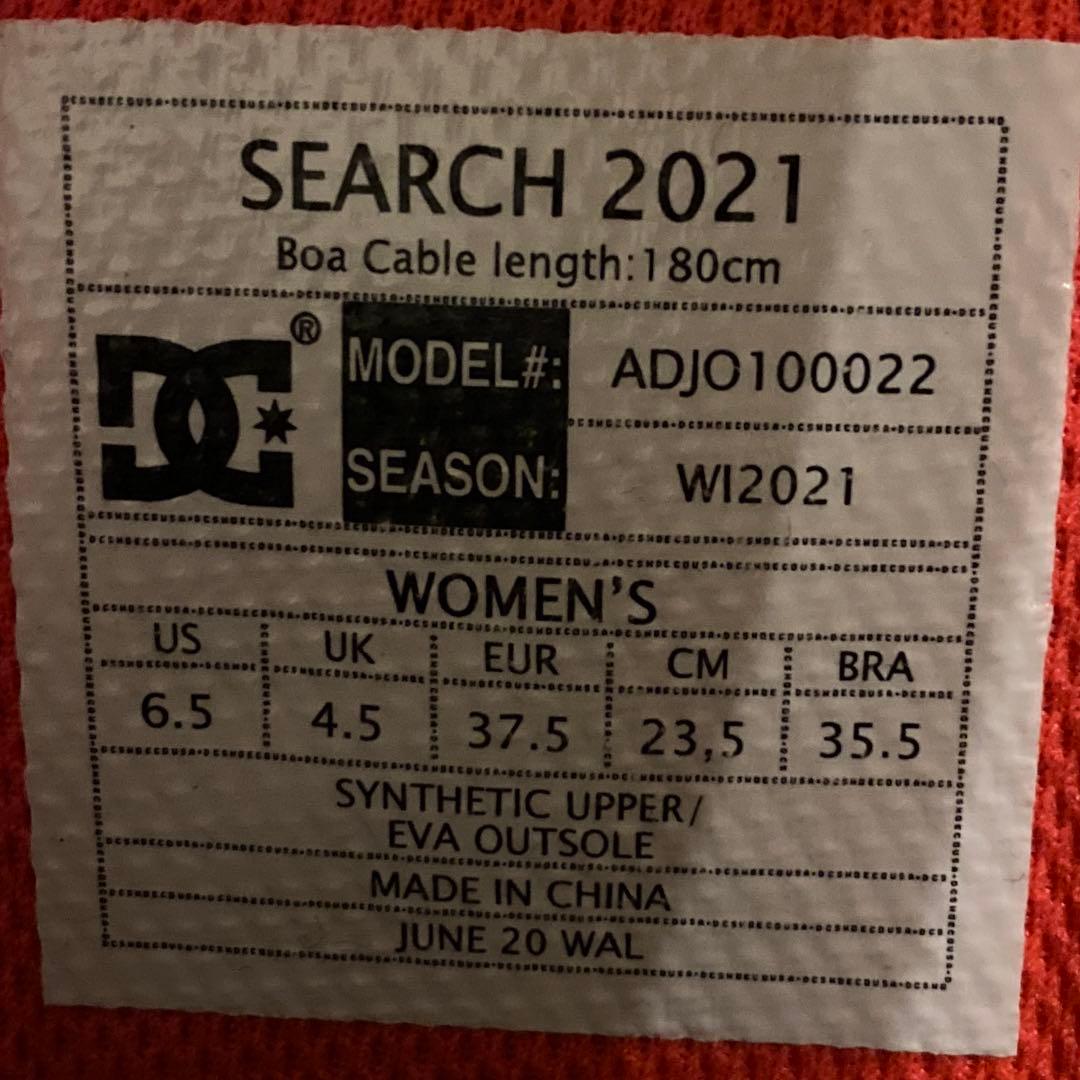 SEARCH 2021
Boa Cable length:180cm
DC ®
MODEL#: ADJO100022
SEASON: WI2021
WOMEN'S
US UK EUR CM BRA
6.5 4.5 37.5 23,5 35.5
SYNTHETIC UPPER/
EVA OUTSOLE
MADE IN CHINA
JUNE 20 WAL